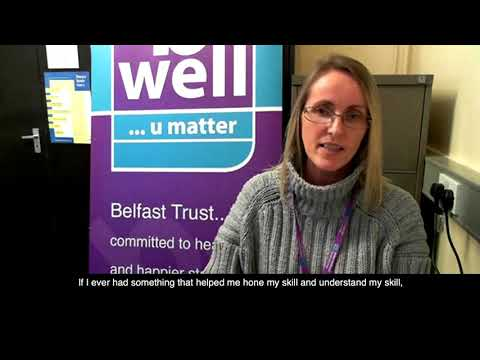 well
... u matter
Belfast Trust..
committed to hea
and happier st
If I ever had something that helped me hone my skill and understand my skill,